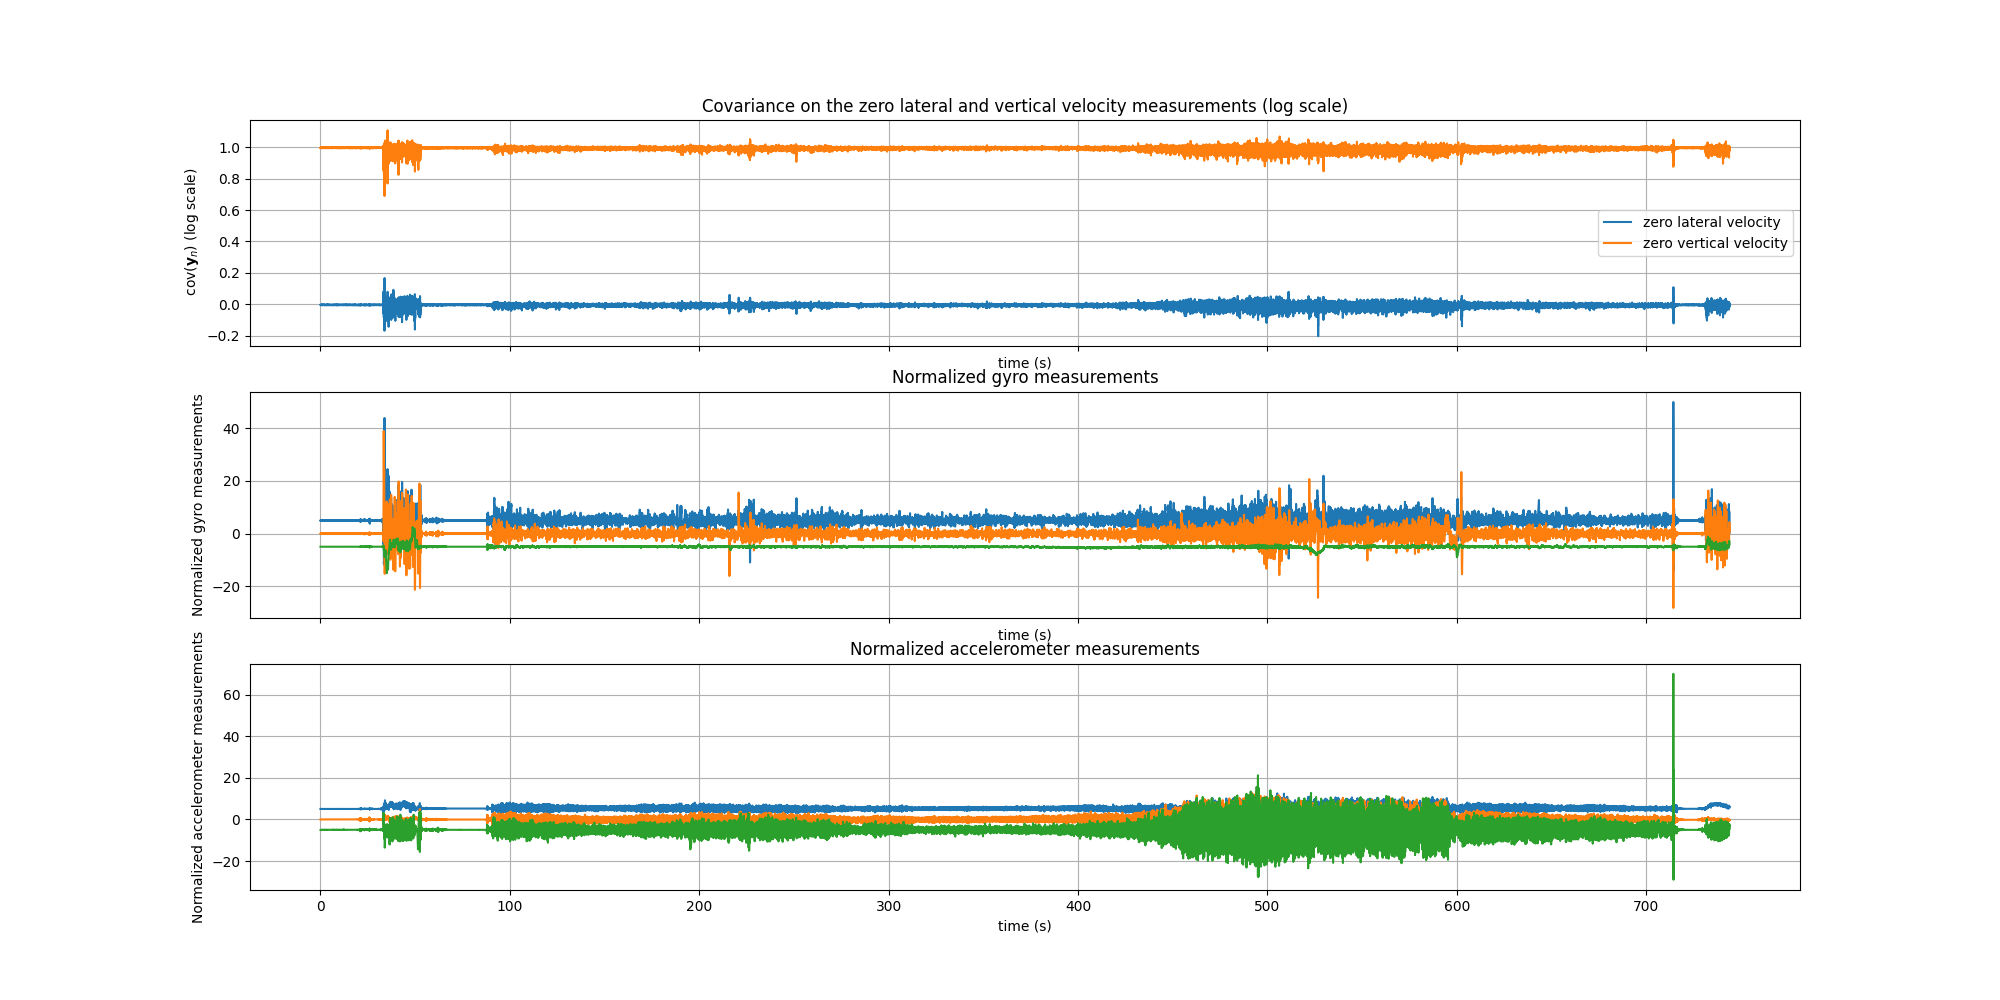 Covariance on the zero lateral and vertical velocity measurements (log scale)
cov(yₙ) (log scale)
1.0
0.8
0.6
0.4
0.2
0.0
−0.2
zero lateral velocity
zero vertical velocity
time (s)
Normalized gyro measurements
Normalized gyro measurements
40
20
0
−20
time (s)
Normalized accelerometer measurements
Normalized accelerometer measurements
60
40
20
0
−20
0 100 200 300 400 500 600 700
time (s)